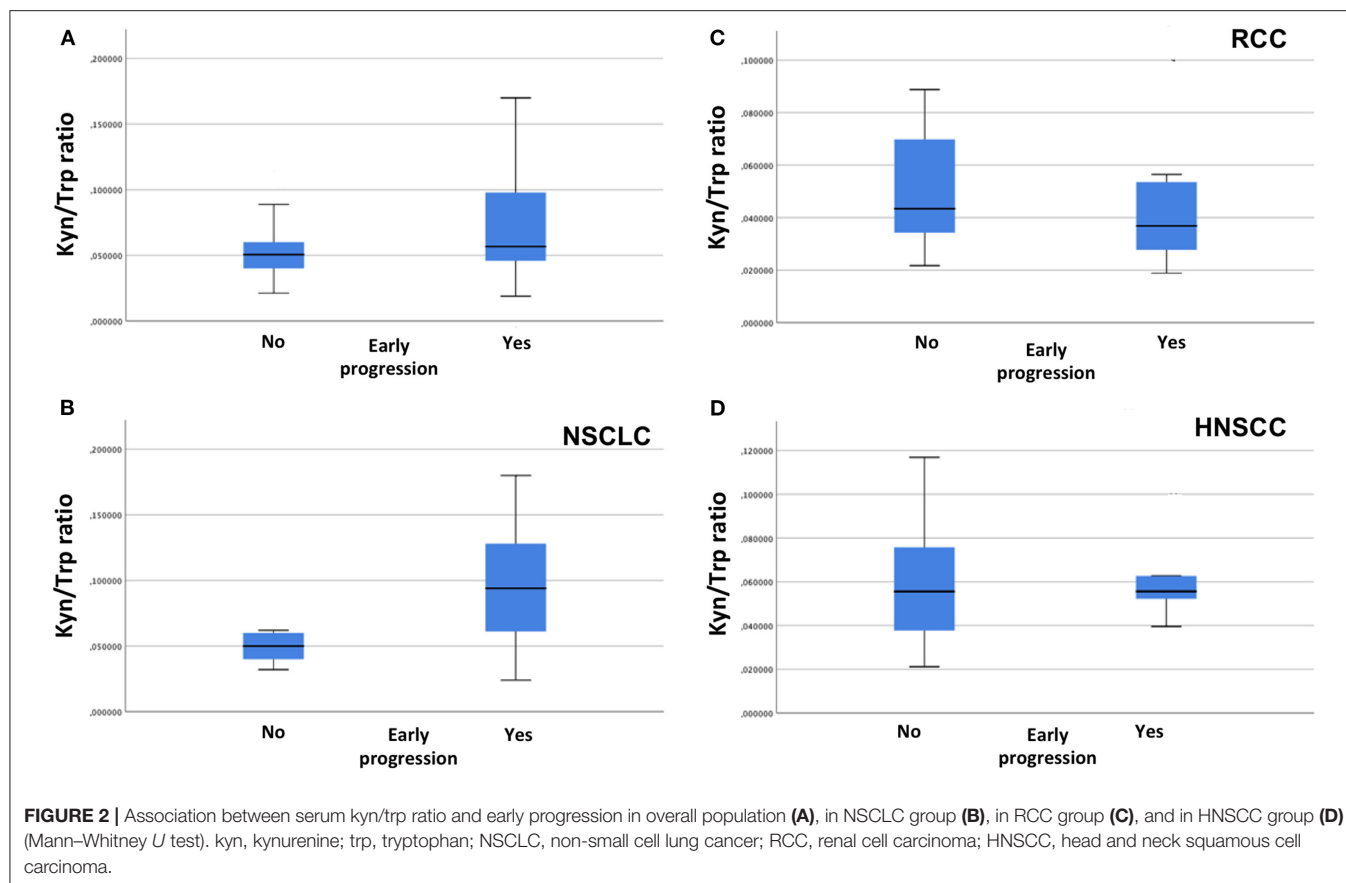 A
,200000
,150000
,100000
,050000
,000000
Kyn/Trp ratio
No
Early
progression
Yes
B
NSCLC
,200000
,150000
,100000
,050000
,000000
Kyn/Trp ratio
No
Early
progression
Yes
C
RCC
,100000
,080000
,060000
,040000
,020000
,000000
Kyn/Trp ratio
No
Early
progression
Yes
D
HNSCC
,120000
,100000
,080000
,060000
,040000
,020000
,000000
Kyn/Trp ratio
No
Early
progression
Yes
FIGURE 2 | Association between serum kyn/trp ratio and early progression in overall population (A), in NSCLC group (B), in RCC group (C), and in HNSCC group (D)
(Mann–Whitney U test). kyn, kynurenine; trp, tryptophan; NSCLC, non-small cell lung cancer; RCC, renal cell carcinoma; HNSCC, head and neck squamous cell
carcinoma.